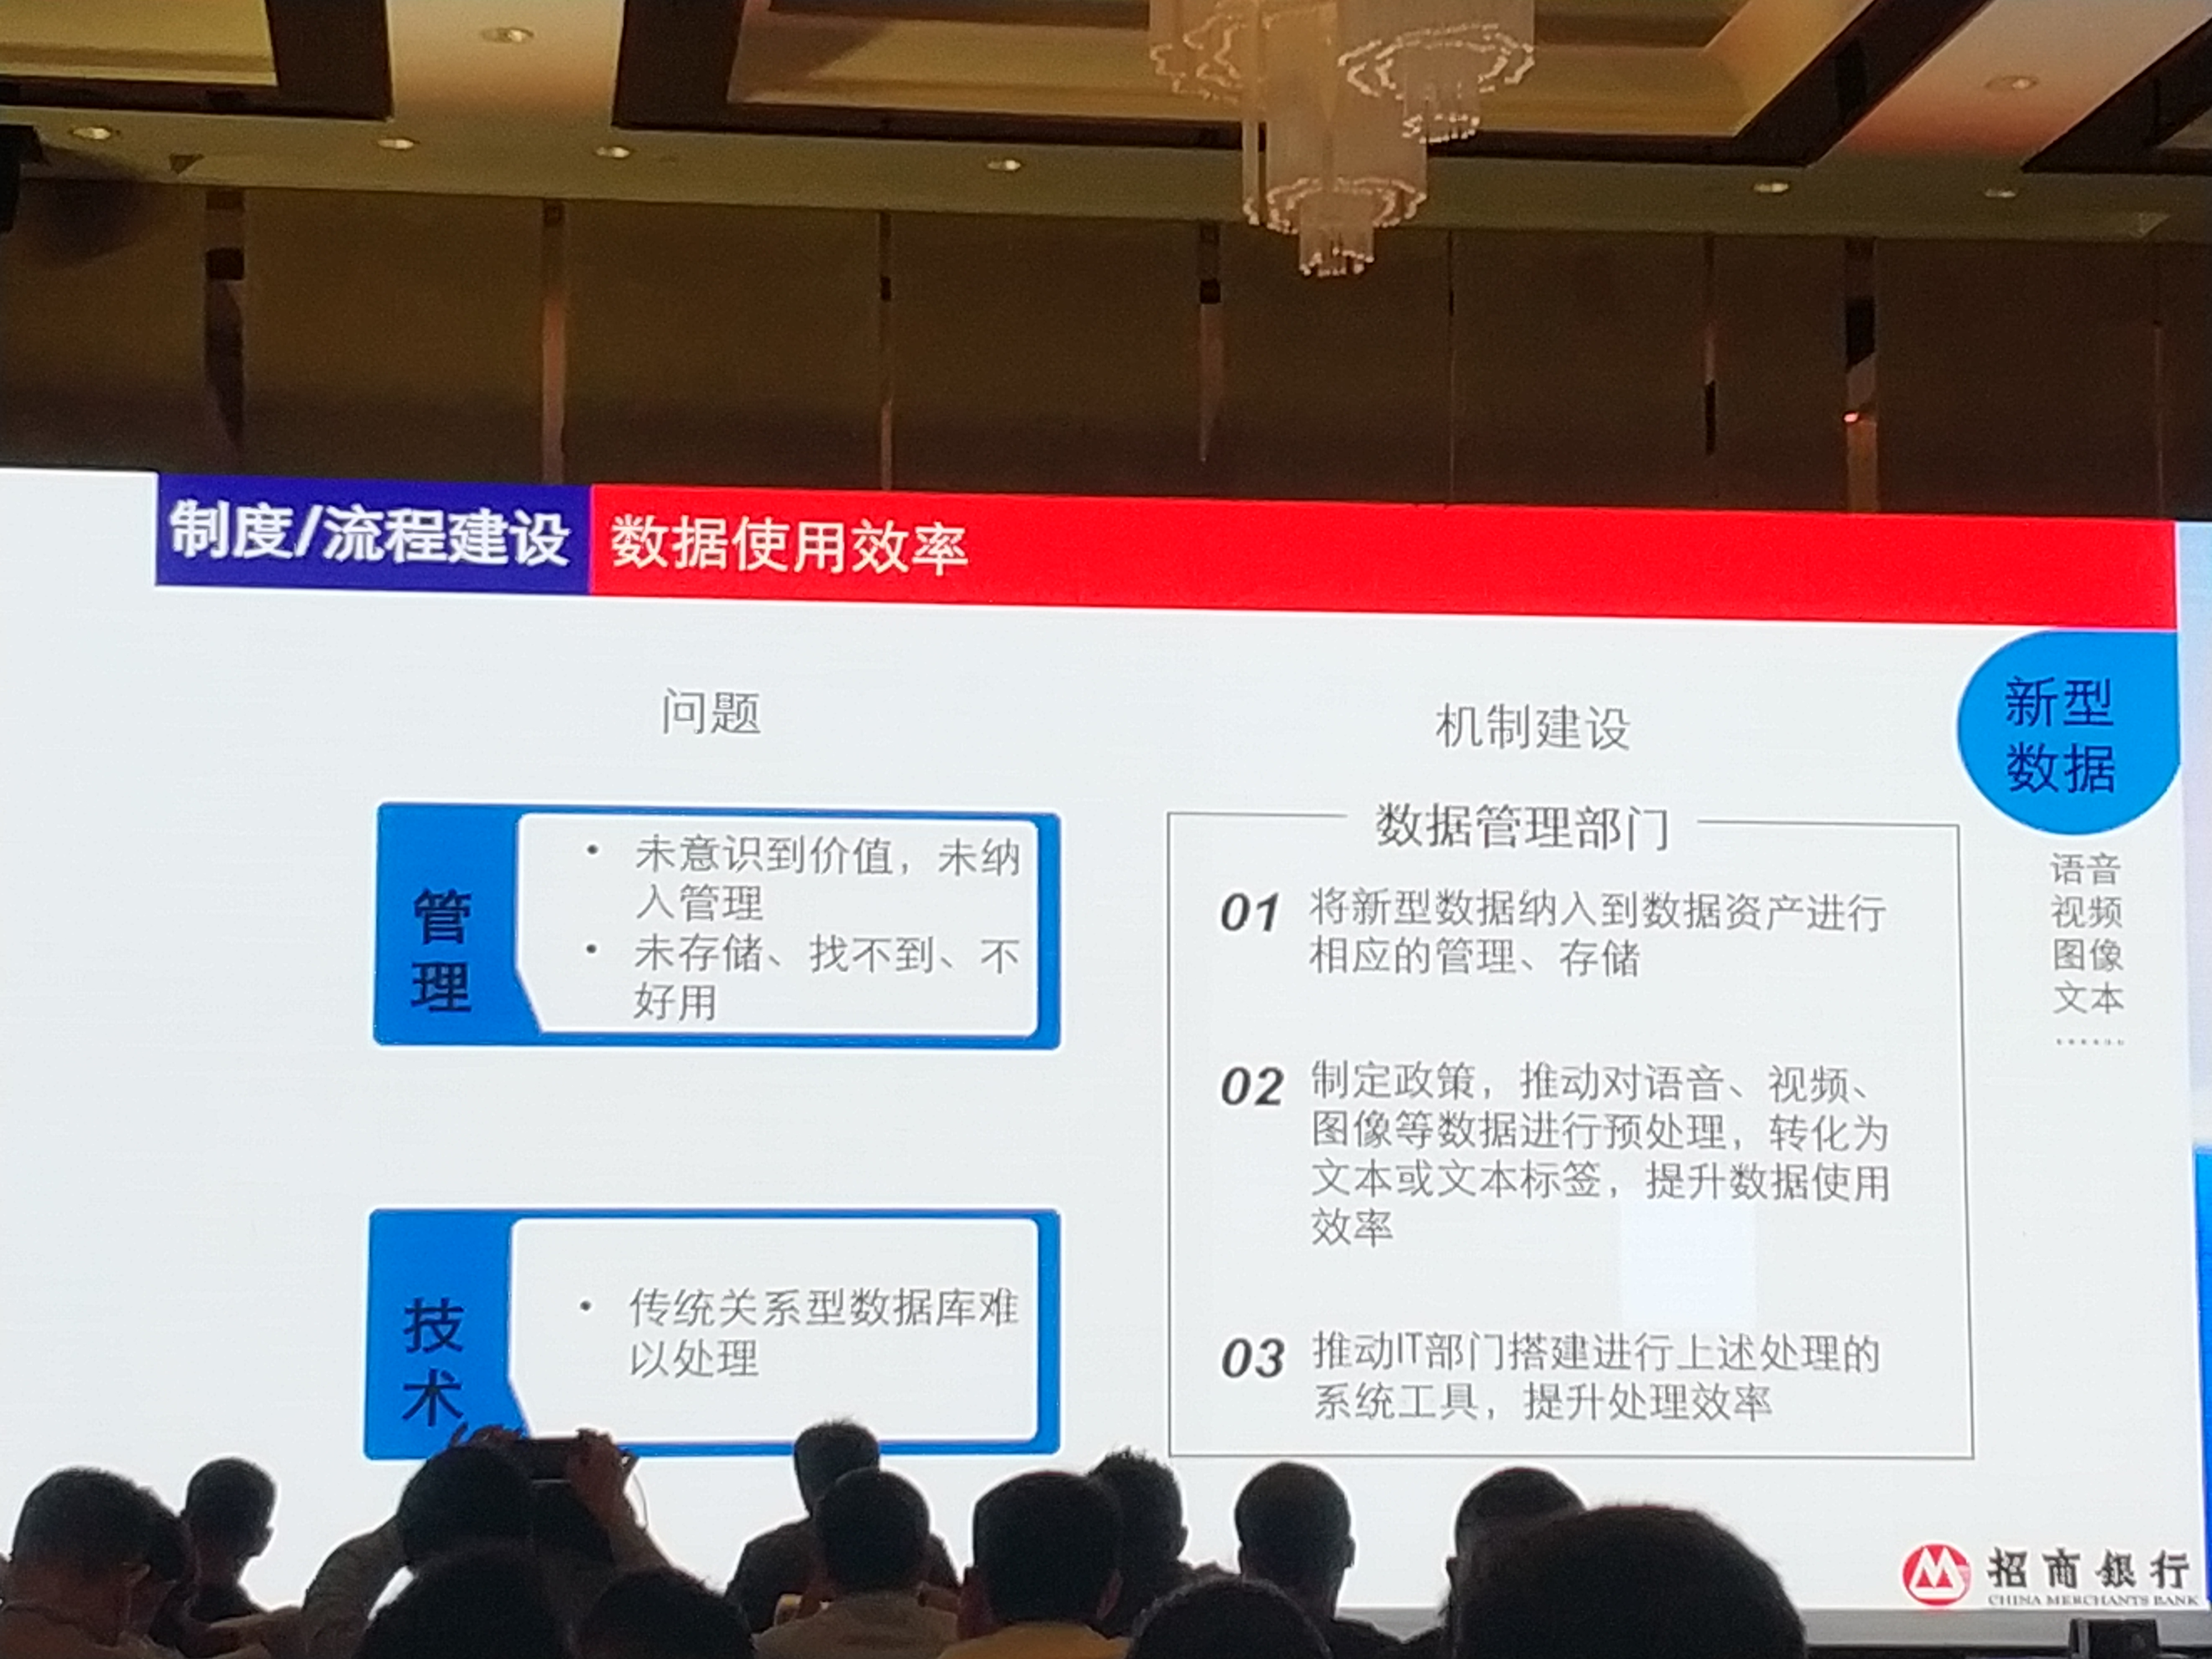 制度/流程建设
数据使用效率
问题
机制建设
新型
数据
语音
视频
图像
文本
……
管
理
• 未意识到价值，未纳
入管理
• 未存储、找不到、不
好用
技
术
• 传统关系型数据库难
以处理
数据管理部门
01 将新型数据纳入到数据资产进行
相应的管理、存储
02 制定政策，推动对语音、视频、
图像等数据进行预处理，转化为
文本或文本标签，提升数据使用
效率
03 推动IT部门搭建进行上述处理的
系统工具，提升处理效率
招商銀行
CHINA MERCHANTS BANK